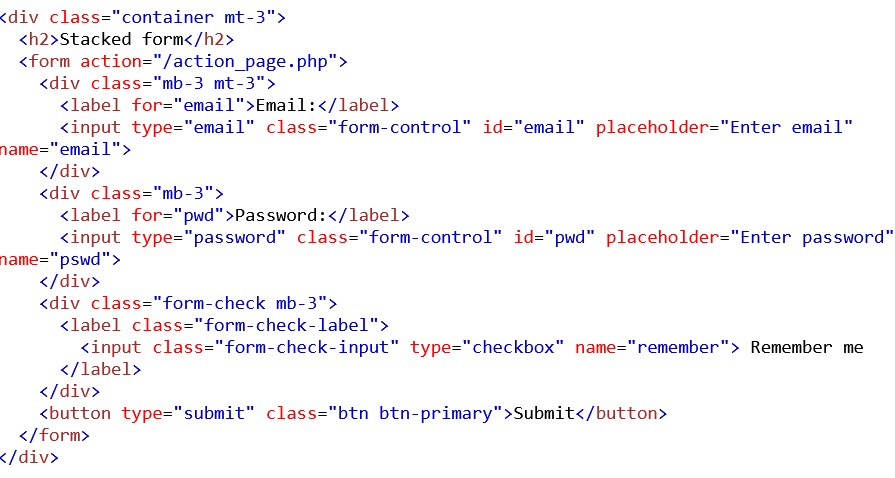 <div class="container mt-3">
  <h2>Stacked form</h2>
  <form action="/action_page.php">
    <div class="mb-3 mt-3">
      <label for="email">Email:</label>
      <input type="email" class="form-control" id="email" placeholder="Enter email"
name="email">
    </div>
    <div class="mb-3">
      <label for="pwd">Password:</label>
      <input type="password" class="form-control" id="pwd" placeholder="Enter password"
name="pswd">
    </div>
    <div class="form-check mb-3">
      <label class="form-check-label">
        <input class="form-check-input" type="checkbox" name="remember"> Remember me
      </label>
    </div>
    <button type="submit" class="btn btn-primary">Submit</button>
  </form>
</div>